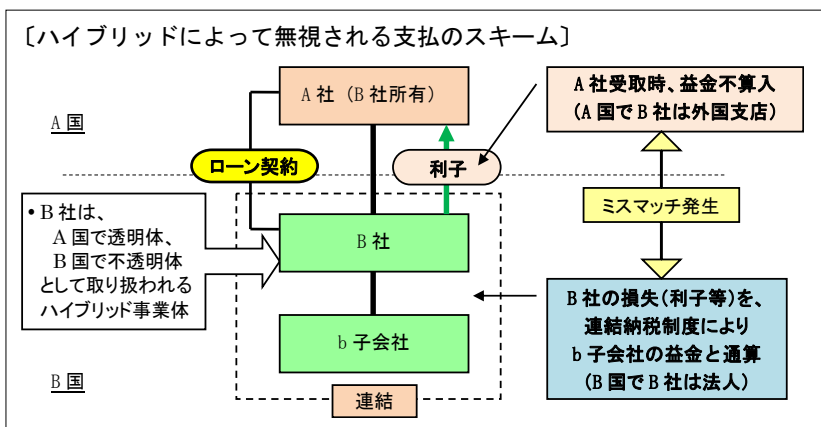 〔ハイブリッドによって無視される支払のスキーム〕
A国
A社（B社所有）
A社受取時、益金不算入
（A国でB社は外国支店）
ローン契約
利子
ミスマッチ発生
• B社は、
A国で透明体、
B国で不透明体
として取り扱われる
ハイブリッド事業体
B社
B社の損失（利子等）を、
連結納税制度により
b子会社の益金と通算
（B国でB社は法人）
b子会社
B国
連結